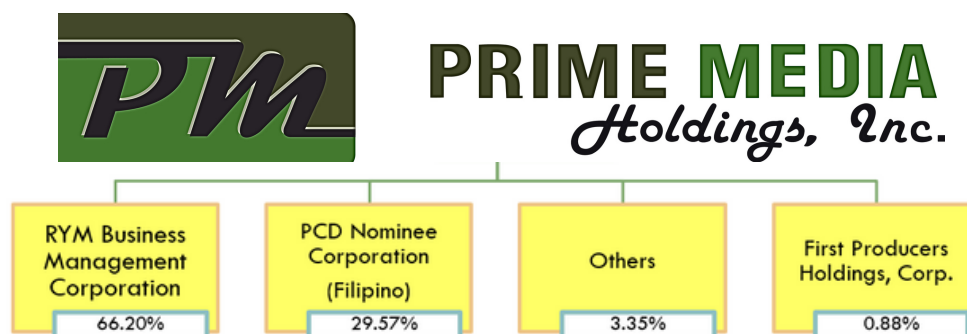 PM
PRIME MEDIA
Holdings, Inc.
RYM Business
Management
Corporation
66.20%
PCD Nominee
Corporation
(Filipino)
29.57%
Others
3.35%
First Producers
Holdings, Corp.
0.88%